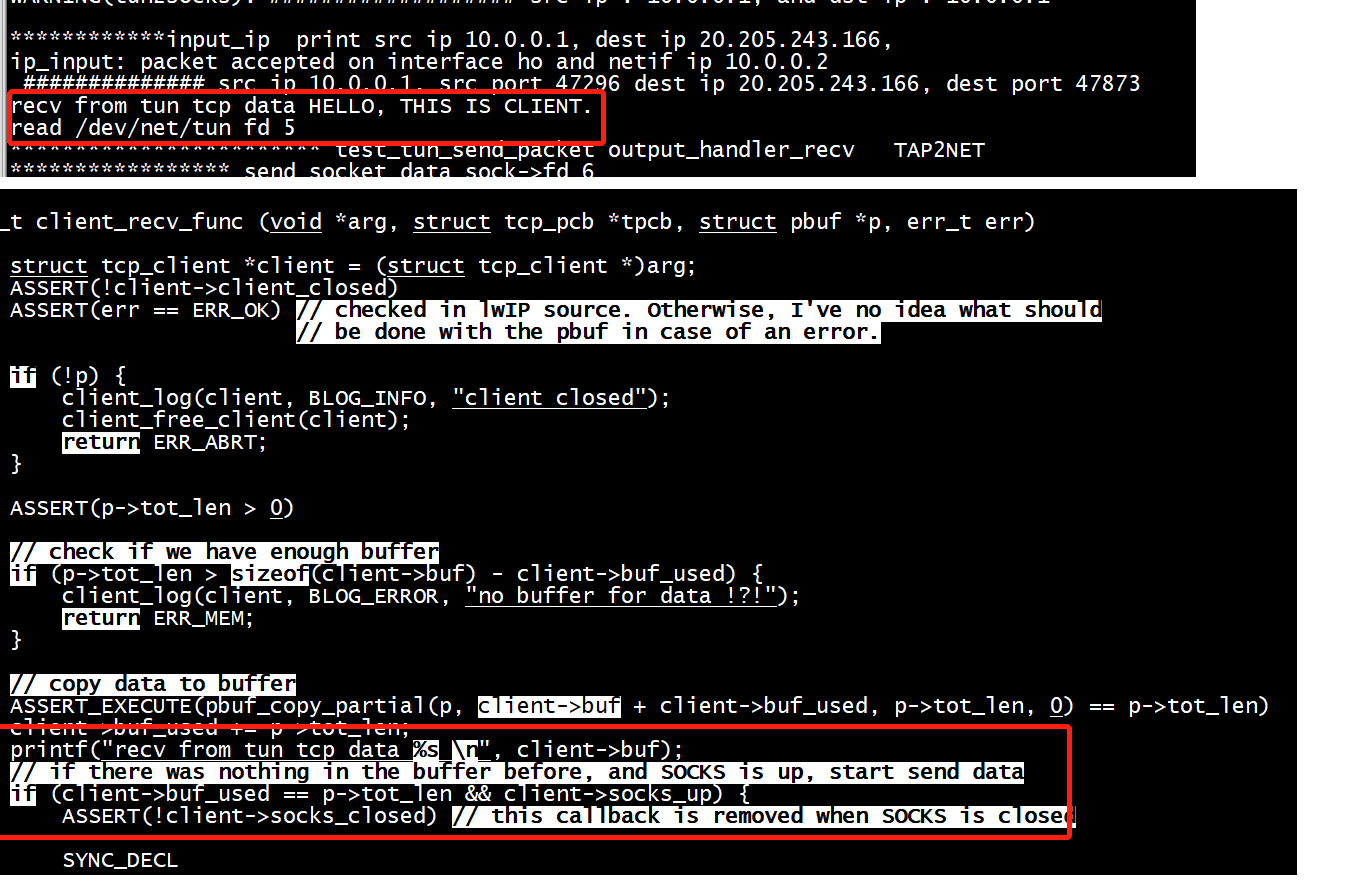 WARNING(tun2socks): #################### src ip : 10.0.0.1, and dst ip : 10.0.0.1
************input_ip  print src ip 10.0.0.1, dest ip 20.205.243.166,
ip_input: packet accepted on interface ho and netif ip 10.0.0.2
############## src ip 10.0.0.1, src port 47296 dest ip 20.205.243.166, dest port 47873
recv from tun tcp data HELLO, THIS IS CLIENT.
read /dev/net/tun fd 5
************************ test_tun_send_packet output_handler_recv   TAP2NET
***************** send socket data sock->fd 6
_t client_recv_func (void *arg, struct tcp_pcb *tpcb, struct pbuf *p, err_t err)
struct tcp_client *client = (struct tcp_client *)arg;
ASSERT(!client->client_closed)
ASSERT(err == ERR_OK) // checked in lwIP source. Otherwise, I've no idea what should
// be done with the pbuf in case of an error.
if (!p) {
client_log(client, BLOG_INFO, "client closed");
client_free_client(client);
return ERR_ABRT;
}
ASSERT(p->tot_len > 0)
// check if we have enough buffer
if (p->tot_len > sizeof(client->buf) - client->buf_used) {
client_log(client, BLOG_ERROR, "no buffer for data !?!");
return ERR_MEM;
}
// copy data to buffer
ASSERT_EXECUTE(pbuf_copy_partial(p, client->buf + client->buf_used, p->tot_len, 0) == p->tot_len)
client->buf_used += p->tot_len;
printf("recv from tun tcp data %s \n", client->buf);
// if there was nothing in the buffer before, and SOCKS is up, start send data
if (client->buf_used == p->tot_len && client->socks_up) {
ASSERT(!client->socks_closed) // this callback is removed when SOCKS is closed
SYNC_DECL